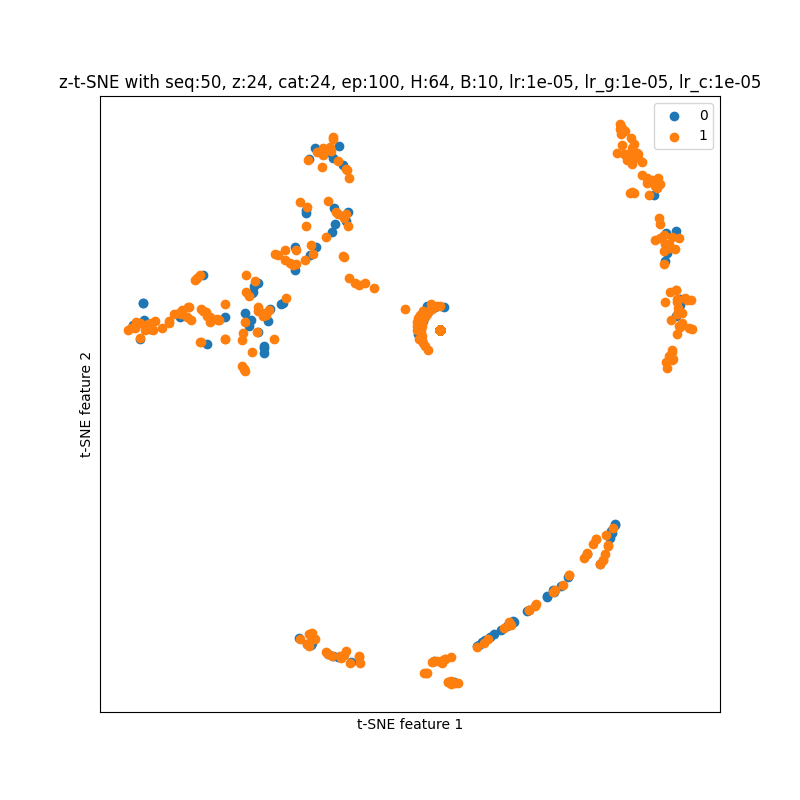 z-t-SNE with seq:50, z:24, cat:24, ep:100, H:64, B:10, lr:1e-05, lr_g:1e-05, lr_c:1e-05
0
1
t-SNE feature 2
t-SNE feature 1